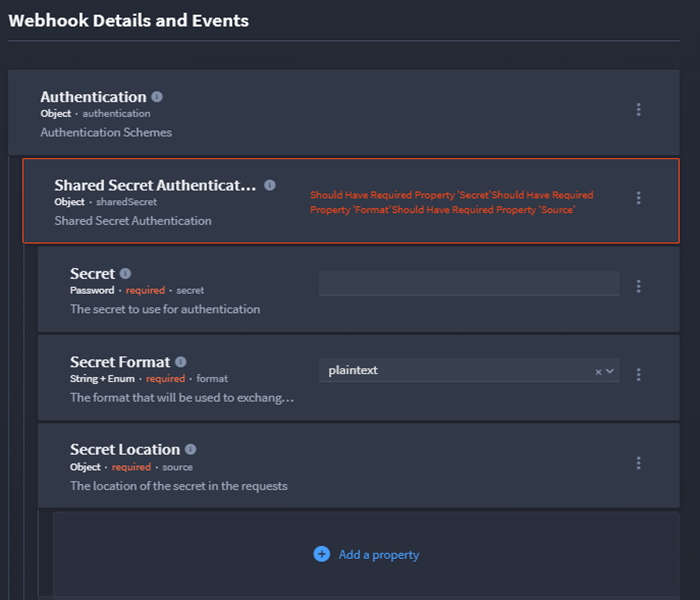 Webhook Details and Events
Authentication
Object · authentication
Authentication Schemes
Shared Secret Authenticat...
Object · sharedSecret
Shared Secret Authentication
Should Have Required Property 'Secret'Should Have Required
Property 'Format'Should Have Required Property 'Source'
Secret
Password · required · secret
The secret to use for authentication
Secret Format
String + Enum · required · format
The format that will be used to exchang...
plaintext
Secret Location
Object · required · source
The location of the secret in the requests
Add a property